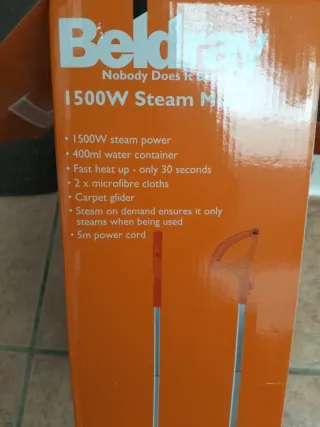 Beldray
Nobody Does It
1500W Steam
• 1500W steam power
• 400ml water container
• Fast heat up - only 30 seconds
• 2 x microfibre cloths
• Carpet glider
• Steam on demand ensures it only
steams when being used
• 5m power cord